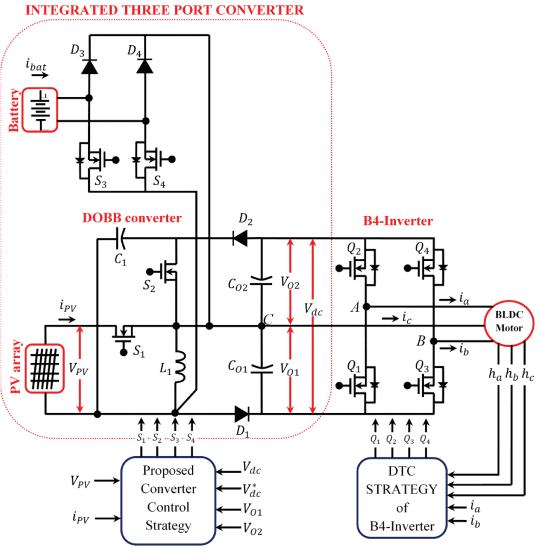 INTEGRATED THREE PORT CONVERTER
D3
D4
ibat
Battery
S3
S4
DOBB converter
D2
B4-Inverter
C1
S2
CO2
VO2
Vdc
Q2
Q4
A
ia
BLDC
Motor
iPV
C
ic
S1
B
ib
PV array
VPV
L1
CO1
VO1
Q1
Q3
ha
hb
hc
D1
S1 S2 S3 S4
Q1 Q2 Q3 Q4
VPV
iPV
Proposed
Converter
Control
Strategy
Vdc
V*dc
VO1
VO2
DTC
STRATEGY
of
B4-Inverter
ia
ib